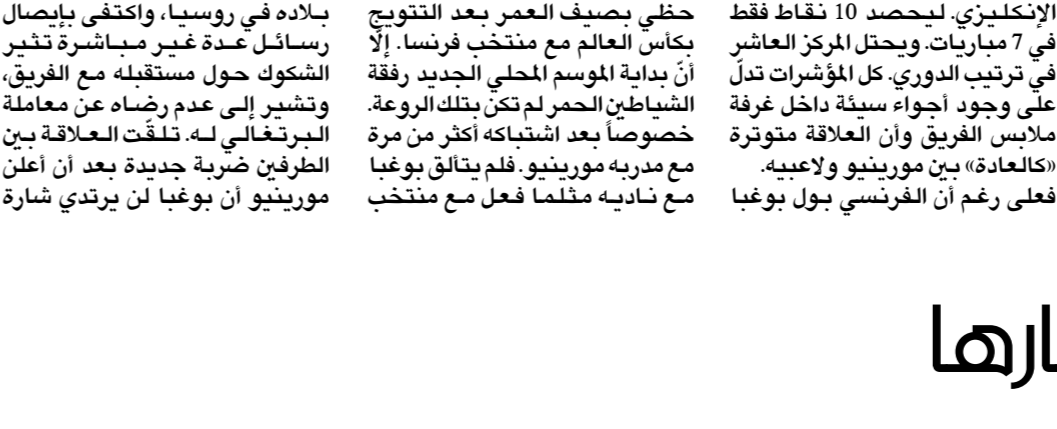 الإنكليزي. ليحصد 10 نقاط فقط
في 7 مباريات. ويحتل المركز العاشر
في ترتيب الدوري. كل المؤشرات تدلّ
على وجود أجواء سيئة داخل غرفة
ملابس الفريق وأن العلاقة متوترة
«كالعادة» بين مورينيو ولاعبيه.
فعلى رغم أن الفرنسي بول بوغبا
حظي بصيف العمر بعد التتويج
بكأس العالم مع منتخب فرنسا. إلّا
أنّ بداية الموسم المحلي الجديد رفقة
الشياطين الحمر لم تكن بتلك الروعة.
خصوصاً بعد اشتباكه أكثر من مرة
مع مدربه مورينيو. فلم يتألق بوغبا
مع ناديه مثلما فعل مع منتخب
بلاده في روسيا، واكتفى بإيصال
رسائل عدة غير مباشرة تثير
الشكوك حول مستقبله مع الفريق،
وتشير إلى عدم رضاه عن معاملة
البرتغالي له. تلقّت العلاقة بين
الطرفين ضربة جديدة بعد أن أعلن
مورينيو أن بوغبا لن يرتدي شارة
ارها